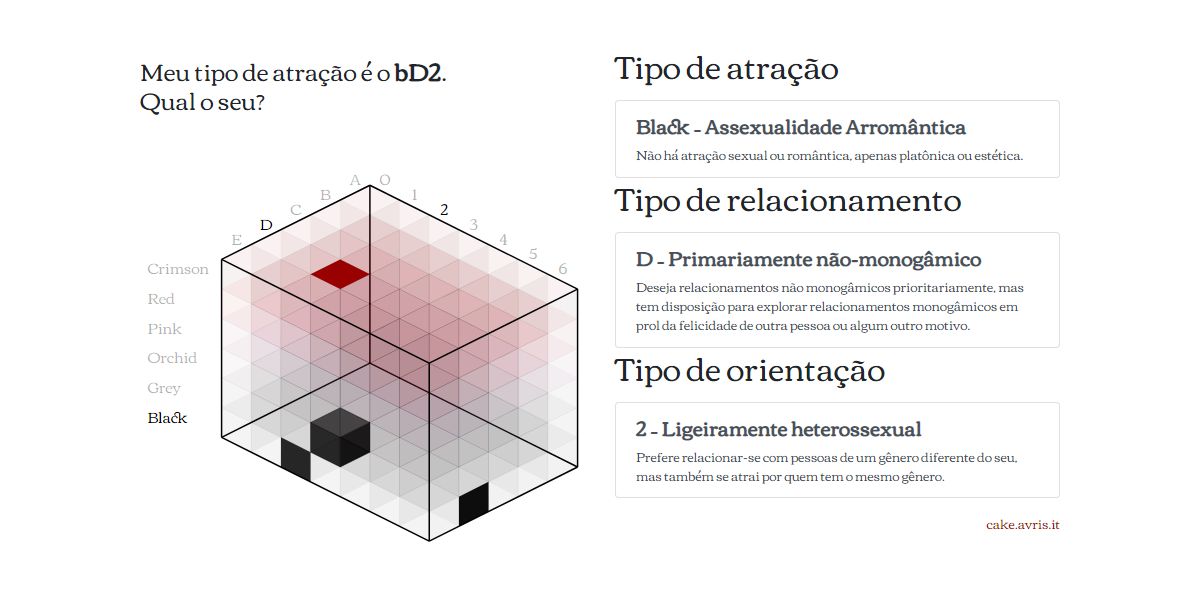 Meu tipo de atração é o bD2.
Qual o seu?
A O
B 1
C 2
D 3
E 4
5
6
Crimson
Red
Pink
Orchid
Grey
Black
Tipo de atração
Black - Assexualidade Arromântica
Não há atração sexual ou romântica, apenas platônica ou estética.
Tipo de relacionamento
D - Primariamente não-monogâmico
Deseja relacionamentos não monogâmicos prioritariamente, mas
tem disposição para explorar relacionamentos monogâmicos em
prol da felicidade de outra pessoa ou algum outro motivo.
Tipo de orientação
2 - Ligeiramente heterossexual
Prefere relacionar-se com pessoas de um gênero diferente do seu,
mas também se atrai por quem tem o mesmo gênero.
cake.avris.it